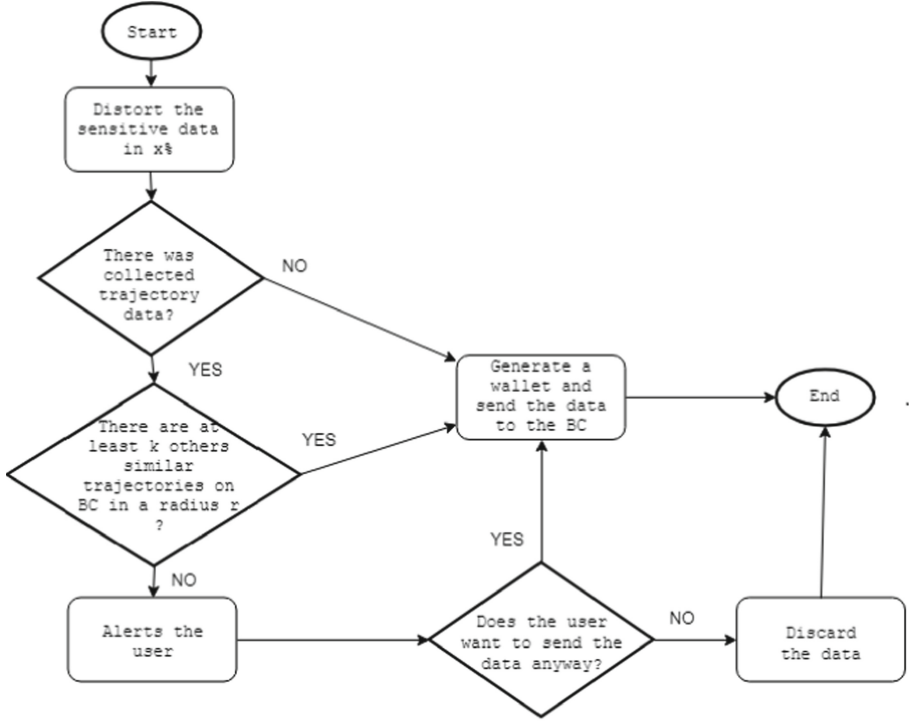 Start
Distort the
sensitive data
in x%
There was
collected
trajectory
data?
NO
YES
There are at
least k others
similar
trajectories on
BC in a radius r
?
YES
NO
Generate a
wallet and
send the data
to the BC
End
Alerts the
user
YES
Does the user
want to send the
data anyway?
NO
Discard
the data
.